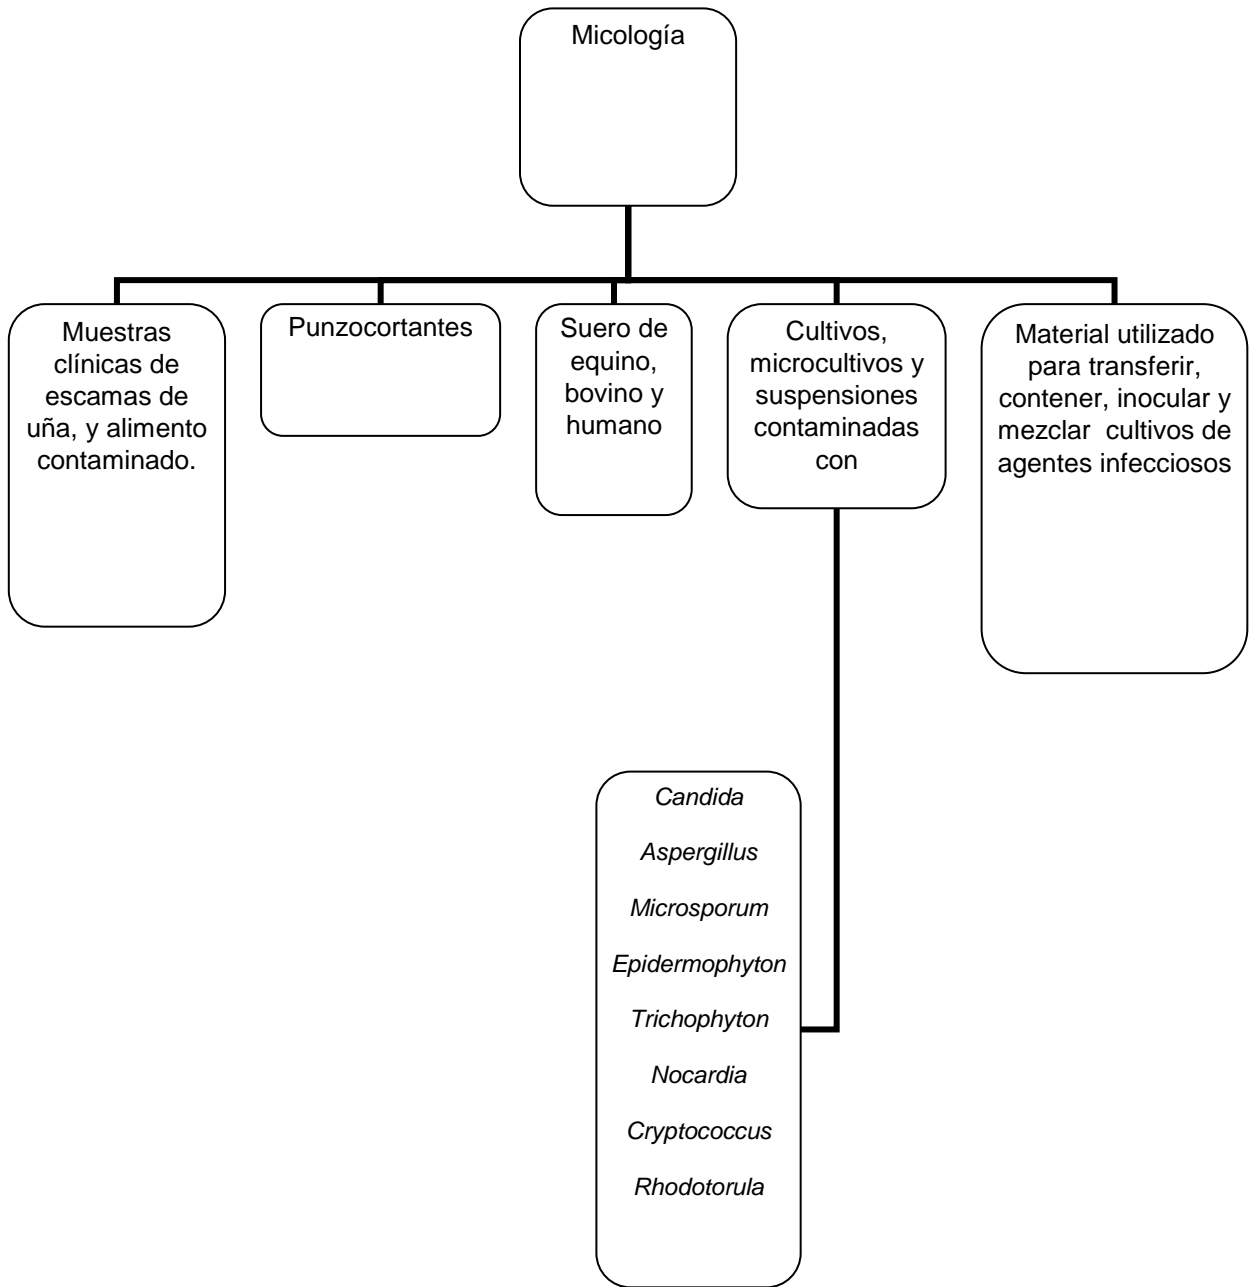 Micología
Muestras
clínicas de
escamas de
uña, y alimento
contaminado.
Punzocortantes
Suero de
equino,
bovino y
humano
Cultivos,
microcultivos y
suspensiones
contaminadas
con
Material utilizado
para transferir,
contener, inocular y
mezclar cultivos de
agentes infecciosos
Candida
Aspergillus
Microsporum
Epidermophyton
Trichophyton
Nocardia
Cryptococcus
Rhodotorula